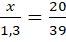 x/1,3 = 20/39